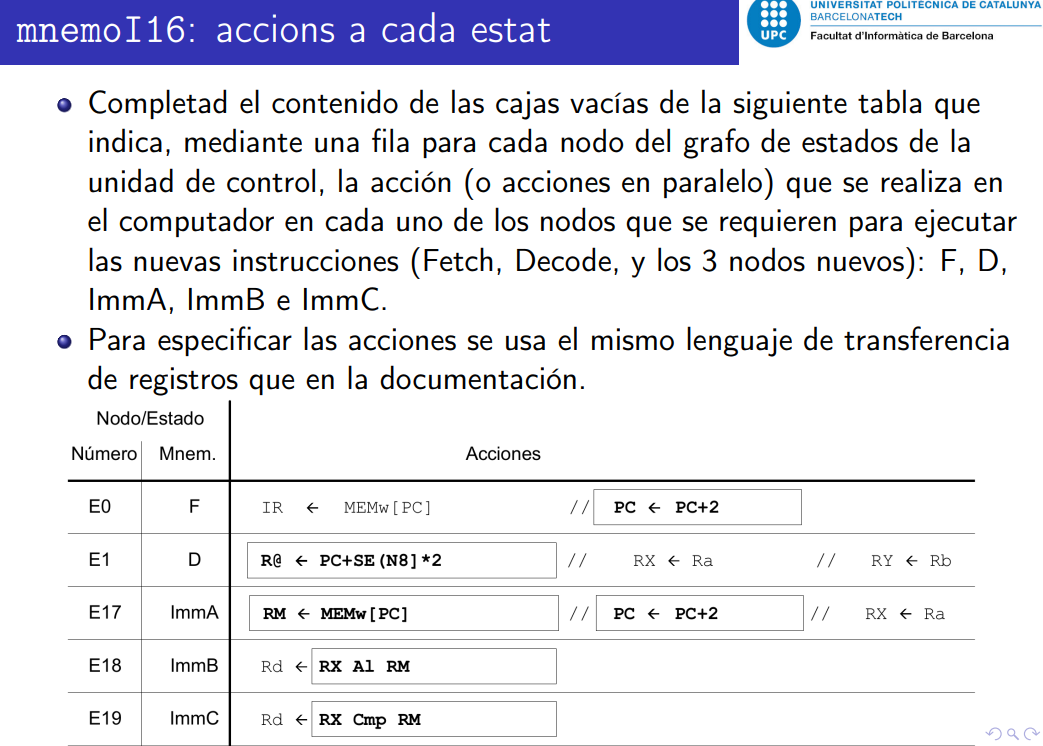 mnemoI16: accions a cada estat
UNIVERSITAT POLITÈCNICA DE CATALUNYA
BARCELONATECH
Facultat d'Informàtica de Barcelona
UPC
Completad el contenido de las cajas vacías de la siguiente tabla que
indica, mediante una fila para cada nodo del grafo de estados de la
unidad de control, la acción (o acciones en paralelo) que se realiza en
el computador en cada uno de los nodos que se requieren para ejecutar
las nuevas instrucciones (Fetch, Decode, y los 3 nodos nuevos): F, D,
ImmA, ImmB e ImmC.
Para especificar las acciones se usa el mismo lenguaje de transferencia
de registros que en la documentación.
Nodo/Estado
Número Mnem. Acciones
E0 F IR ← MEMw[PC] // PC ← PC+2
E1 D R@ ← PC+SE(N8]*2 // RX ← Ra // RY ← Rb
E17 ImmA RM ← MEMw[PC] // PC ← PC+2 // RX ← Ra
E18 ImmB Rd ← RX Al RM
E19 ImmC Rd ← RX Cmp RM